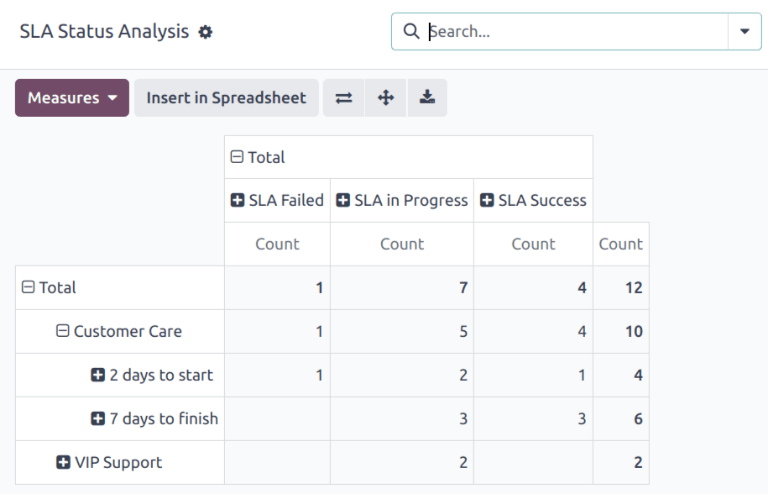 SLA Status Analysis
Search...
Measures Insert in Spreadsheet
Total
SLA Failed SLA in Progress SLA Success
Count Count Count Count
Total 1 7 4 12
Customer Care 1 5 4 10
2 days to start 1 2 1 4
7 days to finish 3 3 6
VIP Support 2 2